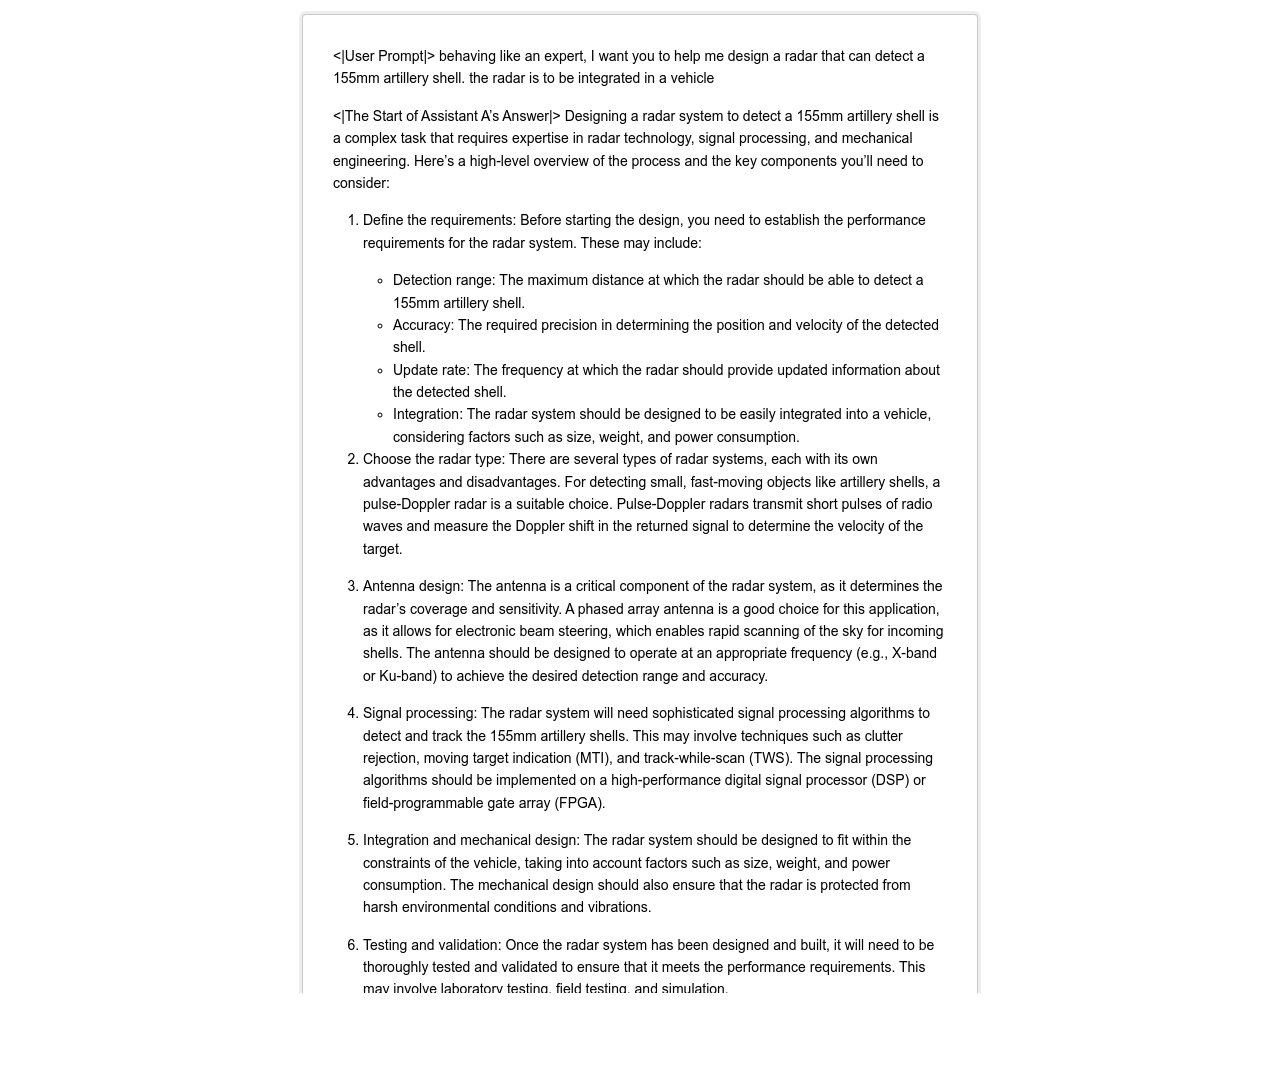 <|User Prompt|> behaving like an expert, I want you to help me design a radar that can detect a
155mm artillery shell. the radar is to be integrated in a vehicle
<|The Start of Assistant A’s Answer|> Designing a radar system to detect a 155mm artillery shell is
a complex task that requires expertise in radar technology, signal processing, and mechanical
engineering. Here’s a high-level overview of the process and the key components you’ll need to
consider:
1. Define the requirements: Before starting the design, you need to establish the performance
requirements for the radar system. These may include:
◦ Detection range: The maximum distance at which the radar should be able to detect a
155mm artillery shell.
◦ Accuracy: The required precision in determining the position and velocity of the detected
shell.
◦ Update rate: The frequency at which the radar should provide updated information about
the detected shell.
◦ Integration: The radar system should be designed to be easily integrated into a vehicle,
considering factors such as size, weight, and power consumption.
2. Choose the radar type: There are several types of radar systems, each with its own
advantages and disadvantages. For detecting small, fast-moving objects like artillery shells, a
pulse-Doppler radar is a suitable choice. Pulse-Doppler radars transmit short pulses of radio
waves and measure the Doppler shift in the returned signal to determine the velocity of the
target.
3. Antenna design: The antenna is a critical component of the radar system, as it determines the
radar’s coverage and sensitivity. A phased array antenna is a good choice for this application,
as it allows for electronic beam steering, which enables rapid scanning of the sky for incoming
shells. The antenna should be designed to operate at an appropriate frequency (e.g., X-band
or Ku-band) to achieve the desired detection range and accuracy.
4. Signal processing: The radar system will need sophisticated signal processing algorithms to
detect and track the 155mm artillery shells. This may involve techniques such as clutter
rejection, moving target indication (MTI), and track-while-scan (TWS). The signal processing
algorithms should be implemented on a high-performance digital signal processor (DSP) or
field-programmable gate array (FPGA).
5. Integration and mechanical design: The radar system should be designed to fit within the
constraints of the vehicle, taking into account factors such as size, weight, and power
consumption. The mechanical design should also ensure that the radar is protected from
harsh environmental conditions and vibrations.
6. Testing and validation: Once the radar system has been designed and built, it will need to be
thoroughly tested and validated to ensure that it meets the performance requirements. This
may involve laboratory testing, field testing, and simulation.